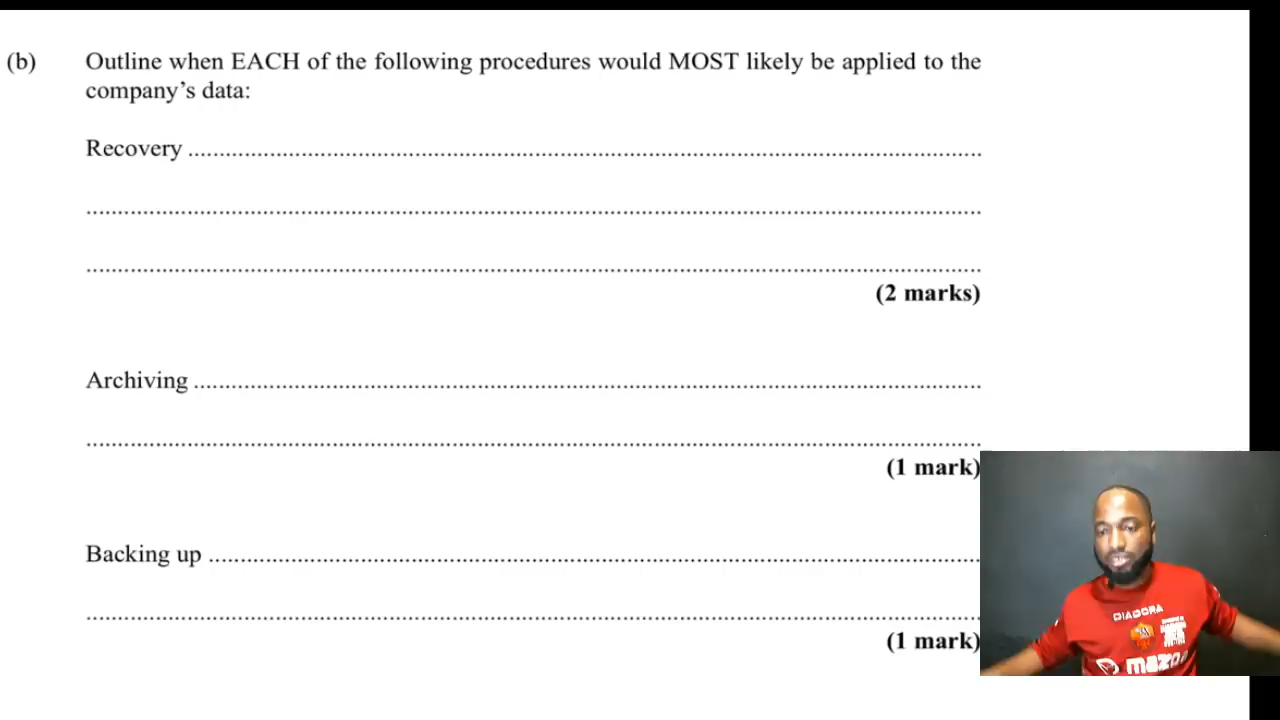 (b) Outline when EACH of the following procedures would MOST likely be applied to the
company's data:
Recovery ..............................................................................................................................
............................................................................................................................................
............................................................................................................................................
(2 marks)
Archiving .............................................................................................................................
............................................................................................................................................
(1 mark)
Backing up ..........................................................................................................................
............................................................................................................................................
(1 mark)
DIADORA
mazda